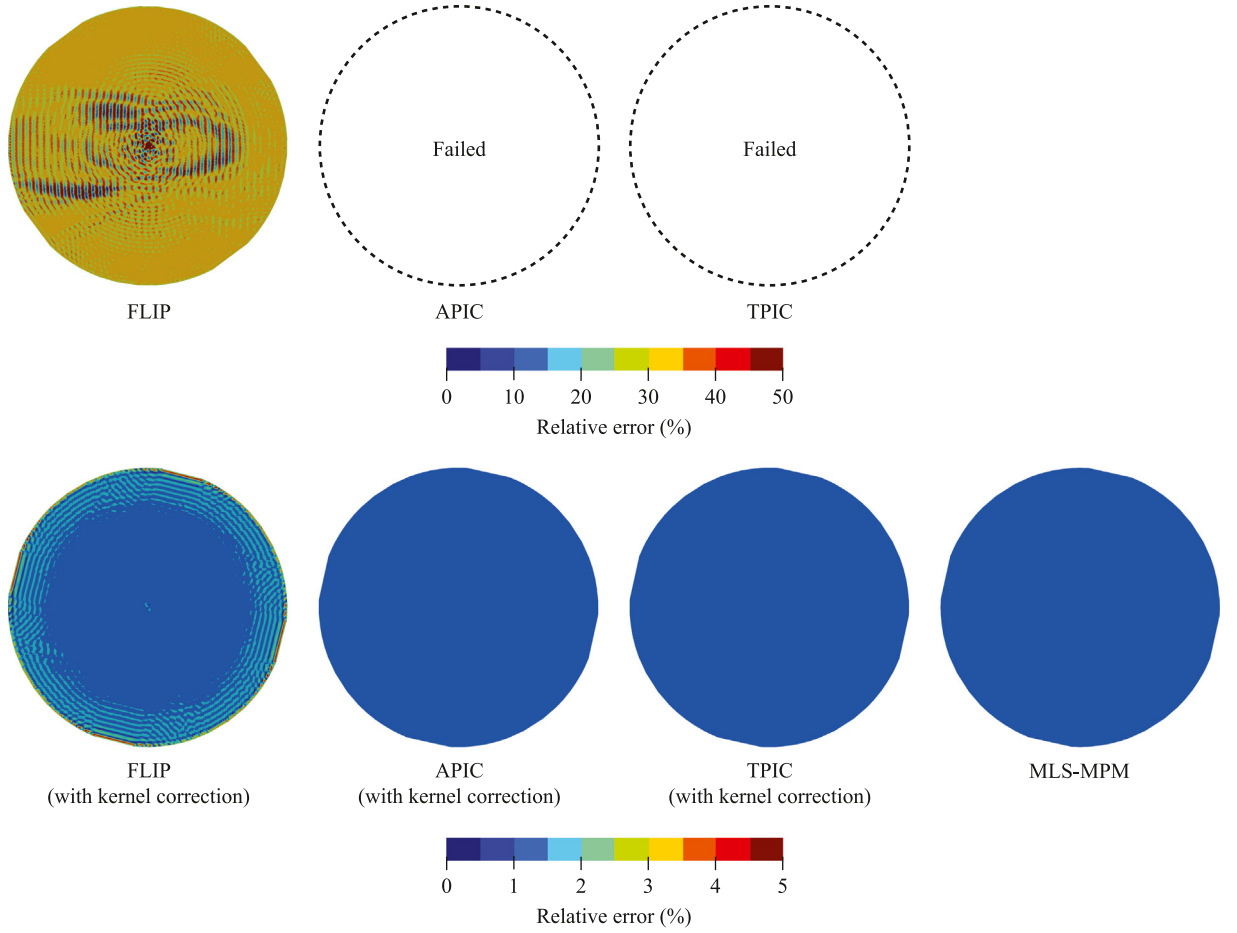 Failed
Failed
FLIP
APIC
TPIC
0 10 20 30 40 50
Relative error (%)
FLIP
(with kernel correction)
APIC
(with kernel correction)
TPIC
(with kernel correction)
MLS-MPM
0 1 2 3 4 5
Relative error (%)